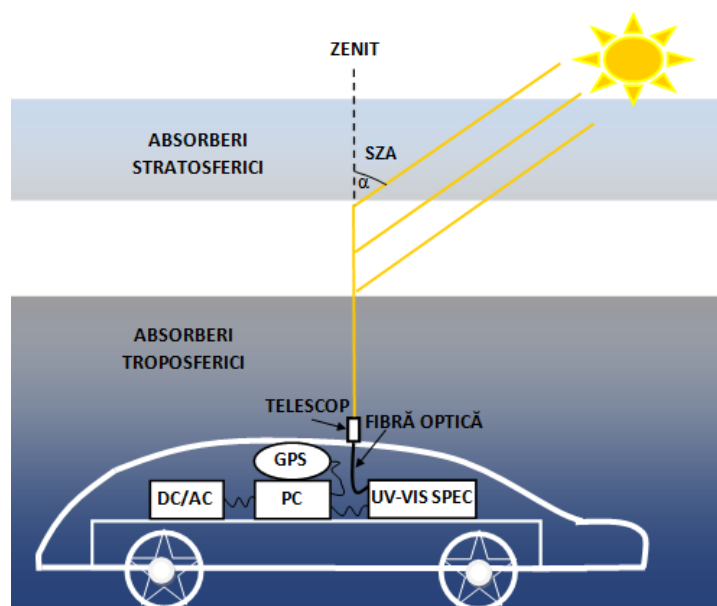 ZENIT
ABSORBERI
STRATOSFERICI
SZA
α
ABSORBERI
TROPOSFERICI
TELESCOP
FIBRĂ OPTICĂ
GPS
DC/AC
PC
UV-VIS SPEC